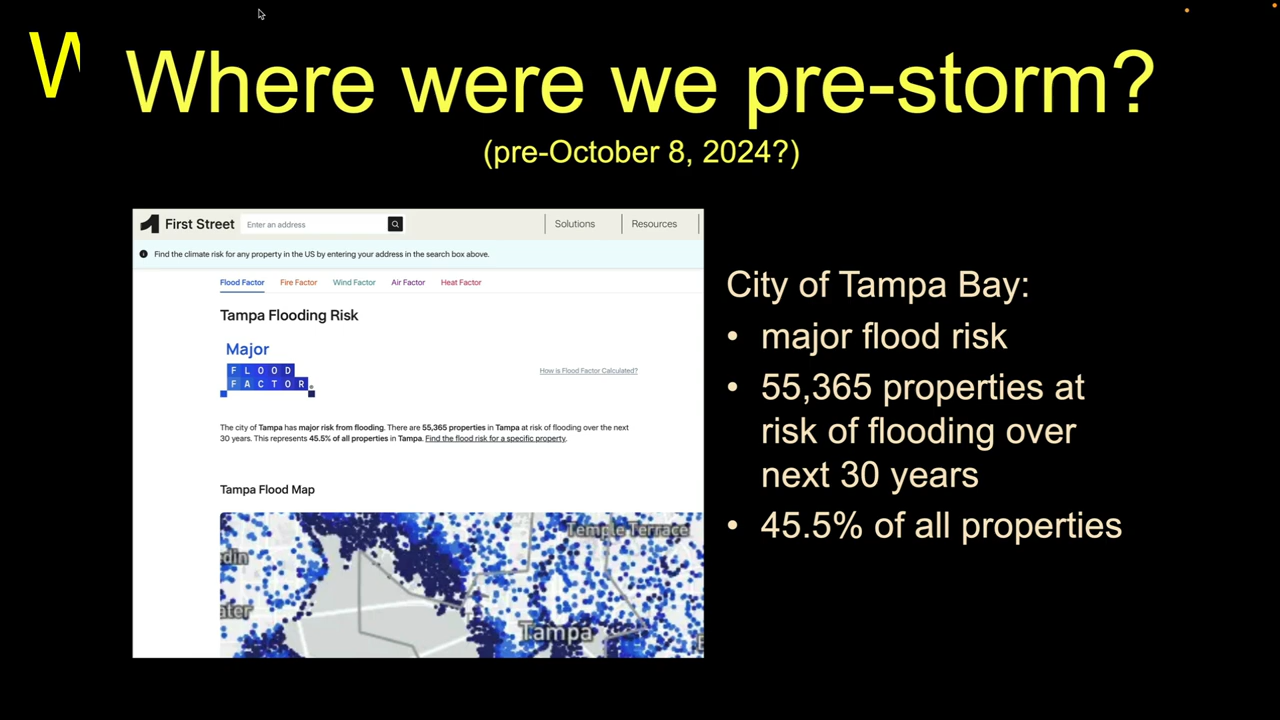 W
Where were we pre-storm?
(pre-October 8, 2024?)
First Street
Enter an address
Solutions
Resources
Find the climate risk for any property in the US by entering your address in the search box above.
Flood Factor Fire Factor Wind Factor Air Factor Heat Factor
Tampa Flooding Risk
Major
FLOOD
FACTOR
How is Flood Factor Calculated?
The city of Tampa has major risk from flooding. There are 55,365 properties in Tampa at risk of flooding over the next
30 years. This represents 45.5% of all properties in Tampa. Find the flood risk for a specific property.
Tampa Flood Map
Temple Terrace
din
ater
Tampa
City of Tampa Bay:
• major flood risk
• 55,365 properties at
risk of flooding over
next 30 years
• 45.5% of all properties